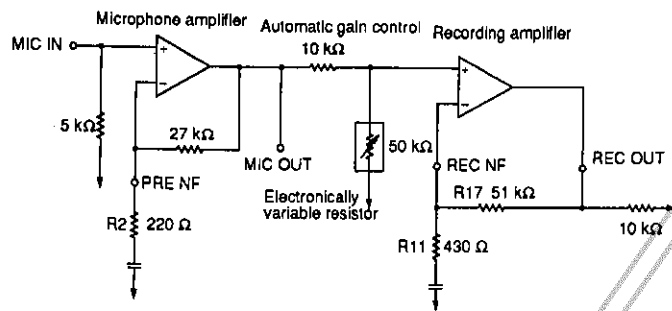 Microphone amplifier
Automatic gain control
Recording amplifier
MIC IN
10 kΩ
+
−
+
−
5 kΩ
27 kΩ
MIC OUT
50 kΩ
REC NF
REC OUT
PRE NF
Electronically
variable resistor
R17 51 kΩ
R2 220 Ω
10 kΩ
R11 430 Ω